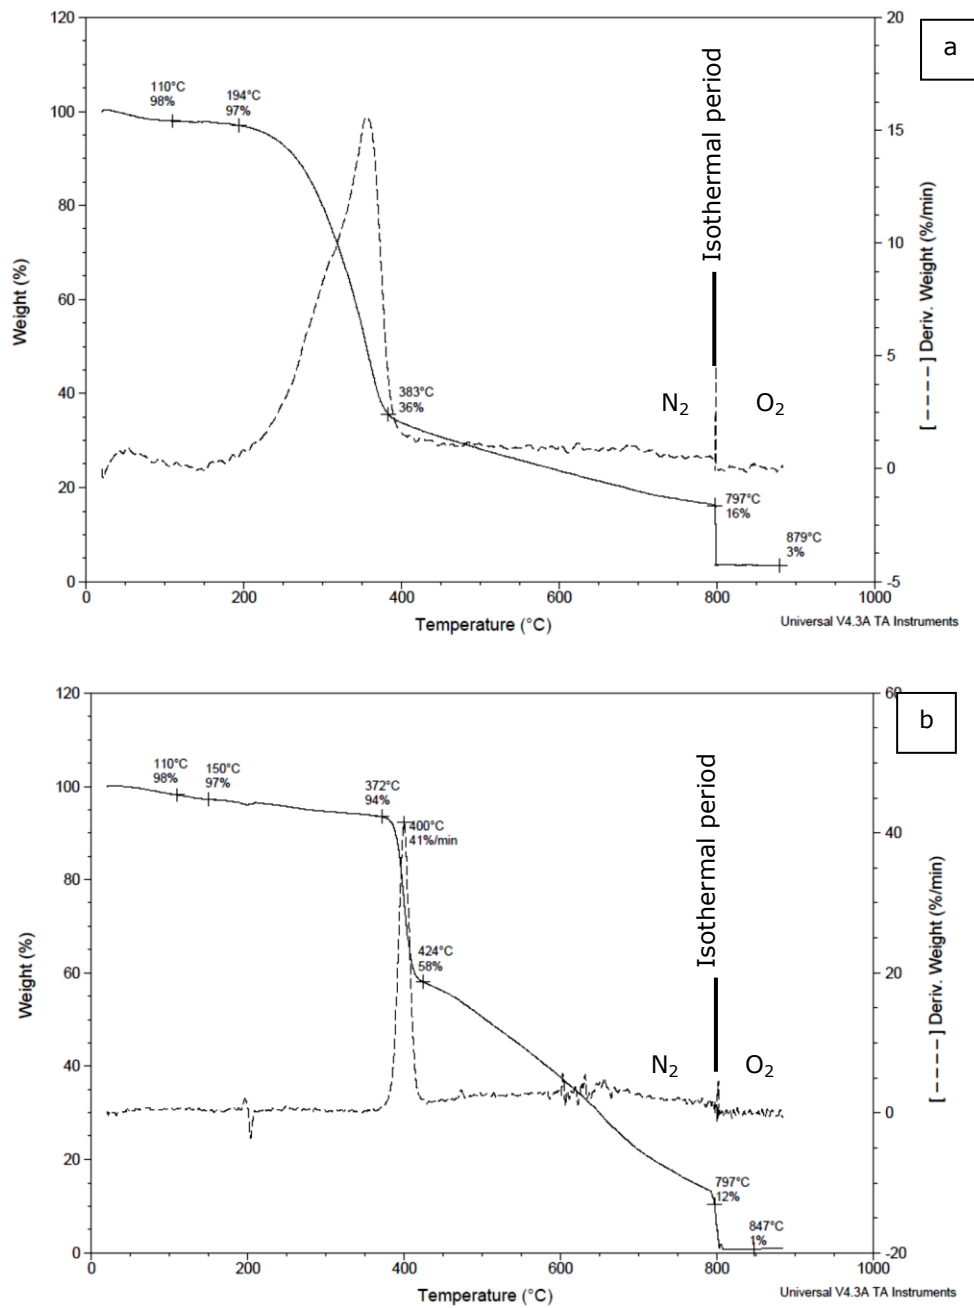 120
100
80
60
40
20
0
Weight (%)
110°C
98%
194°C
97%
383°C
36%
797°C
16%
879°C
3%
Isothermal period
N₂
O₂
a
20
15
10
5
0
-5
[ – – – – ] Deriv. Weight (%/min)
0
200
400
600
800
1000
Temperature (°C)
Universal V4.3A TA Instruments
120
100
80
60
40
20
0
Weight (%)
110°C
98%
150°C
97%
372°C
94%
400°C
41%/min
424°C
58%
797°C
12%
847°C
1%
Isothermal period
N₂
O₂
b
60
40
20
0
-20
[ – – – – ] Deriv. Weight (%/min)
0
200
400
600
800
1000
Temperature (°C)
Universal V4.3A TA Instruments